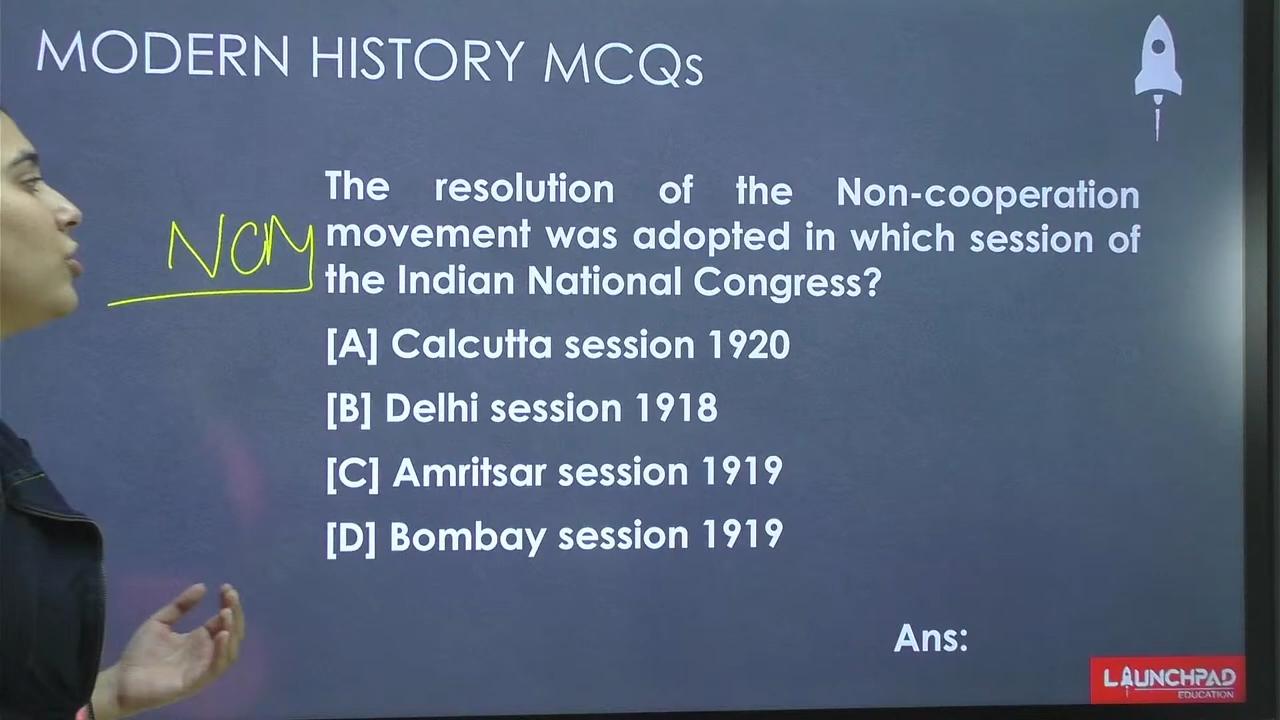 MODERN HISTORY MCQs
The resolution of the Non-cooperation
NCM
movement was adopted in which session of
the Indian National Congress?
[A] Calcutta session 1920
[B] Delhi session 1918
[C] Amritsar session 1919
[D] Bombay session 1919
Ans:
LAUNCHPAD
EDUCATION